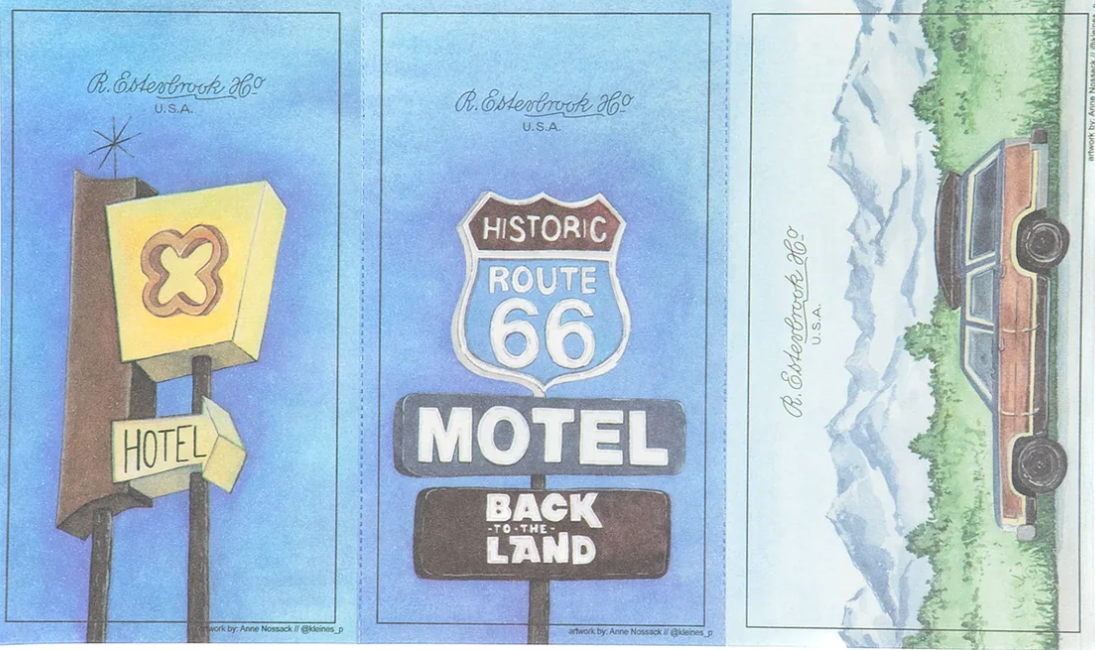 R. Esterbrook & Co
U.S.A.
HOTEL
artwork by: Anne Nossack // @kleines_p
R. Esterbrook & Co
U.S.A.
HISTORIC
ROUTE
66
MOTEL
BACK
-TO-THE-
LAND
artwork by: Anne Nossack // @kleines_p
R. Esterbrook & Co
U.S.A.
artwork by: Anne Nossack // @kleines_p